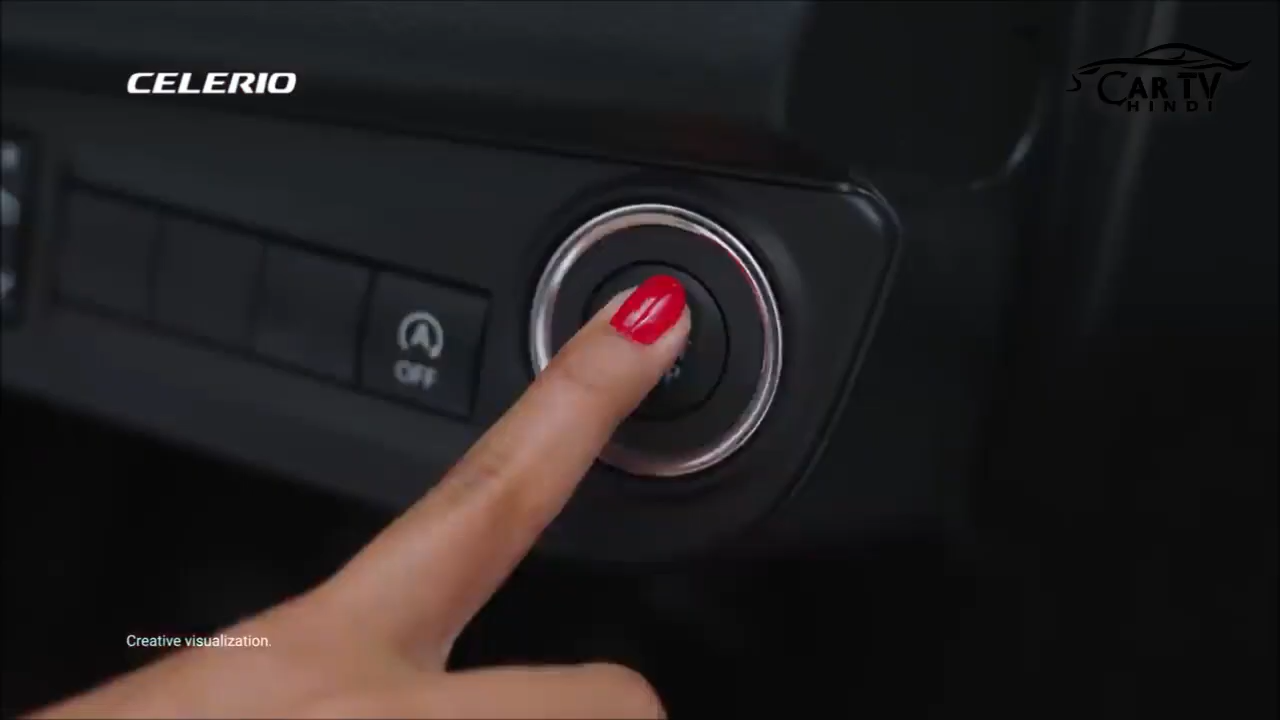 CELERIO
CAR TV
HINDI
A
OFF
Creative visualization.